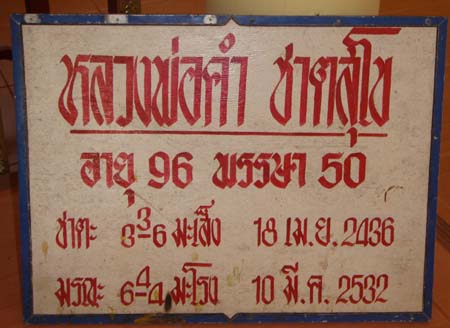 หลวงพ่อคำ ชาตสุโข
อายุ 96 พรรษา 50
ชาตะ 3 มะเส็ง 18 เม.ย. 2436
มรณะ 4 มะโรง 10 มี.ค. 2532